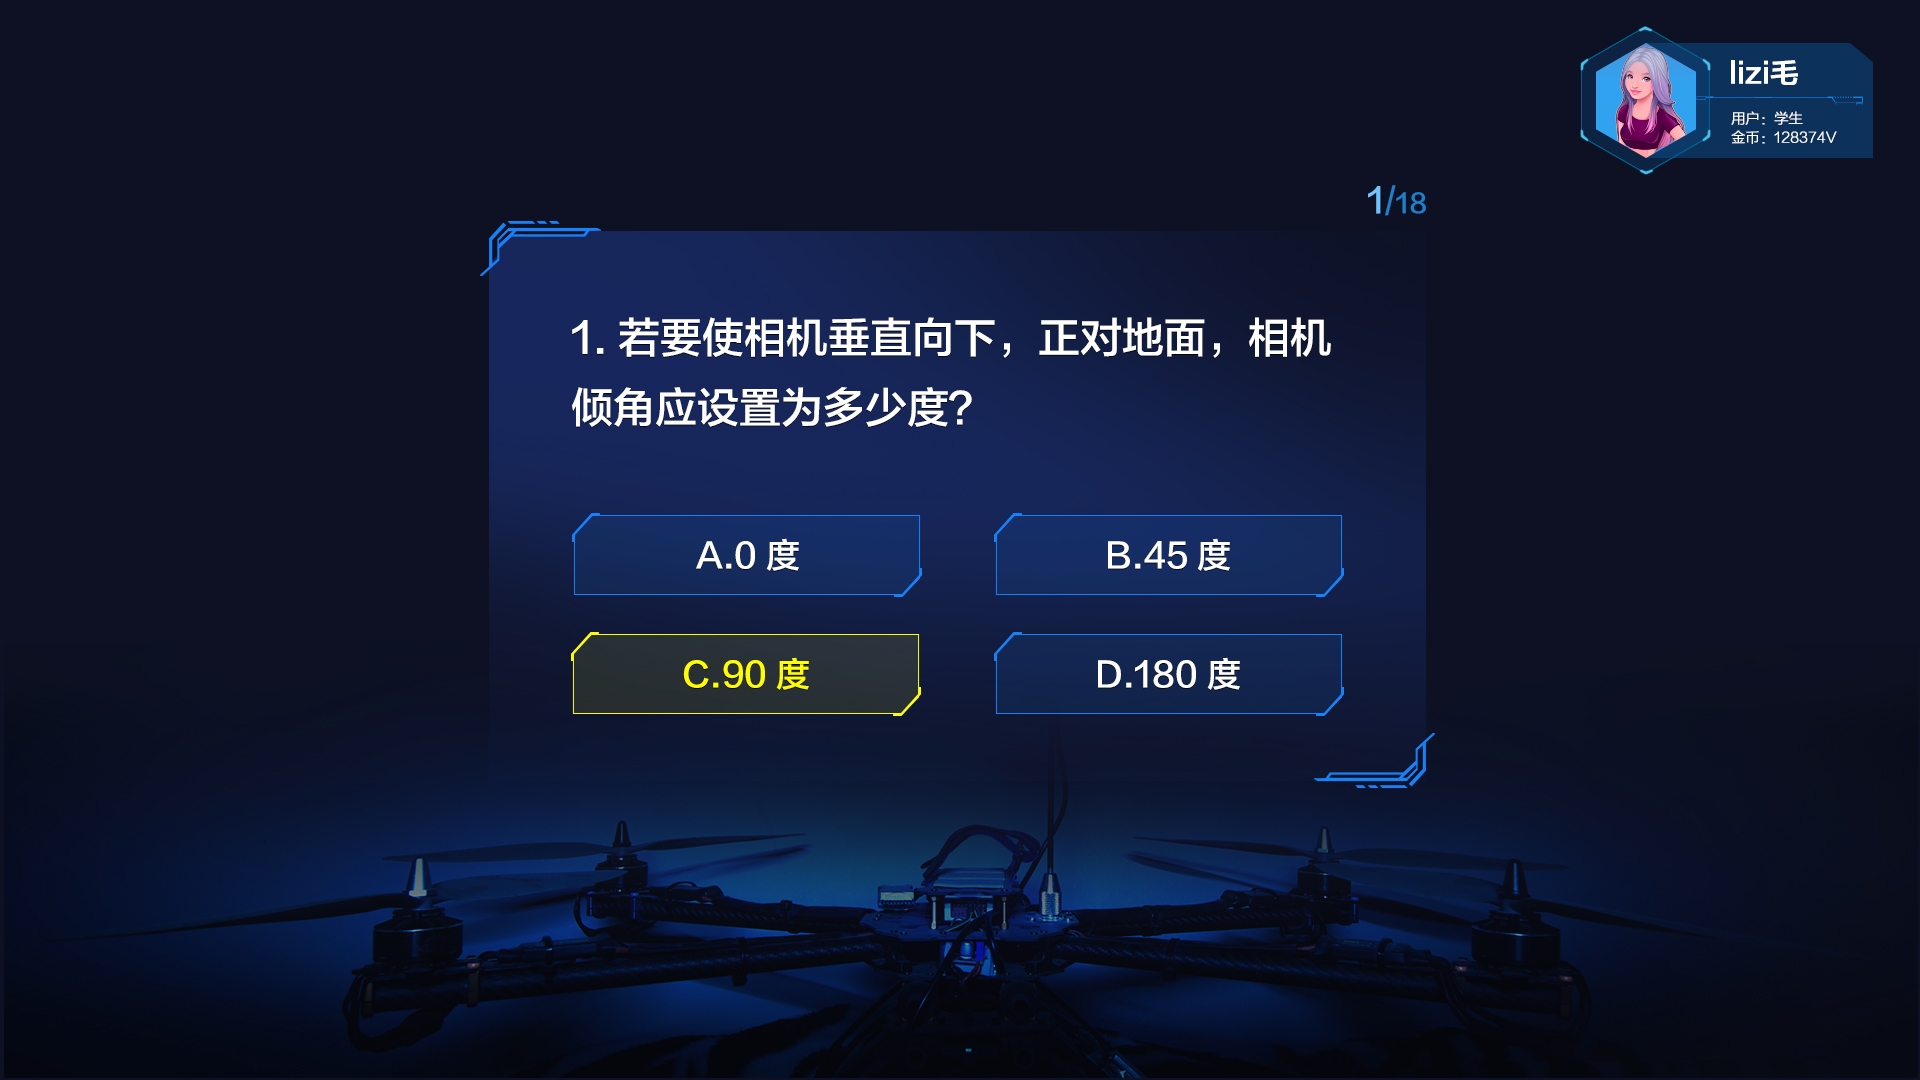 lizi毛
用户：学生
金币：128374V
1/18
1. 若要使相机垂直向下，正对地面，相机
倾角应设置为多少度？
A.0 度
B.45 度
C.90 度
D.180 度